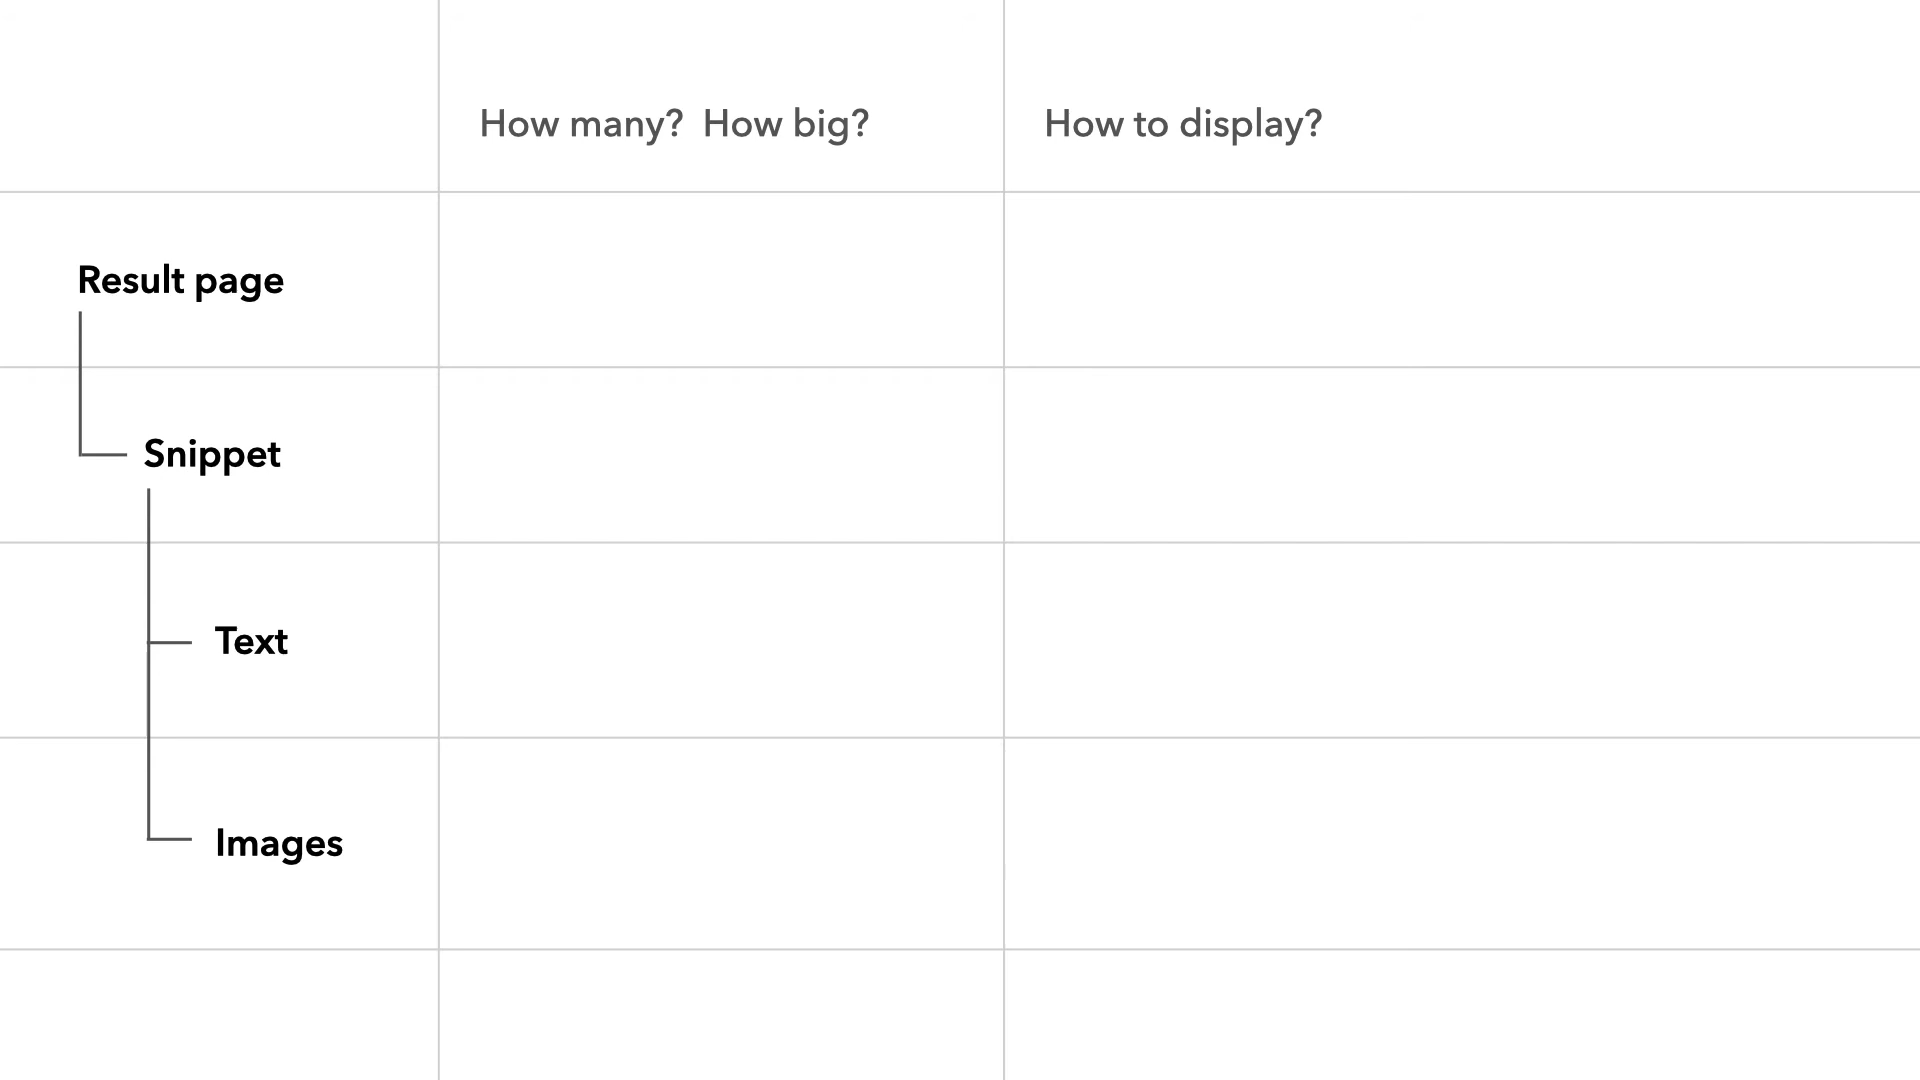 How many?  How big?
How to display?
Result page
Snippet
Text
Images